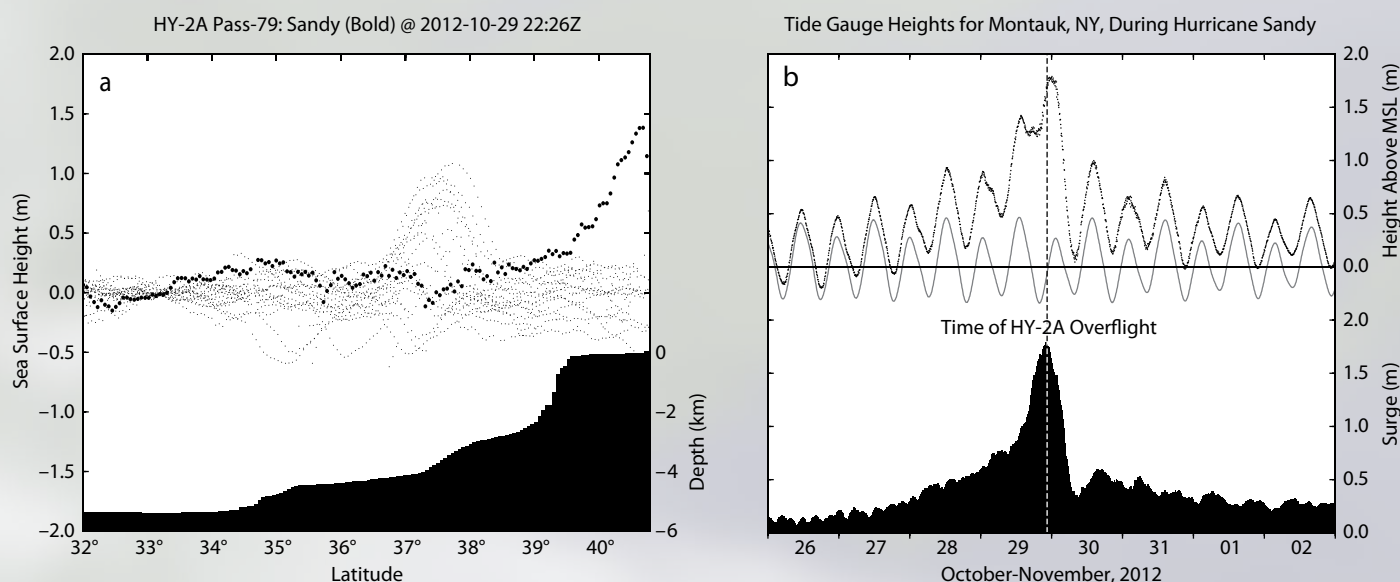 HY-2A Pass-79: Sandy (Bold) @ 2012-10-29 22:26Z
a
Sea Surface Height (m)
2.0
1.5
1.0
0.5
0.0
−0.5
−1.0
−1.5
−2.0
0
−2
−4
−6
Depth (km)
32° 33° 34° 35° 36° 37° 38° 39° 40°
Latitude
Tide Gauge Heights for Montauk, NY, During Hurricane Sandy
b
2.0
1.5
1.0
0.5
0.0
Height Above MSL (m)
Time of HY-2A Overflight
2.0
1.5
1.0
0.5
0.0
Surge (m)
26 27 28 29 30 31 01 02
October-November, 2012